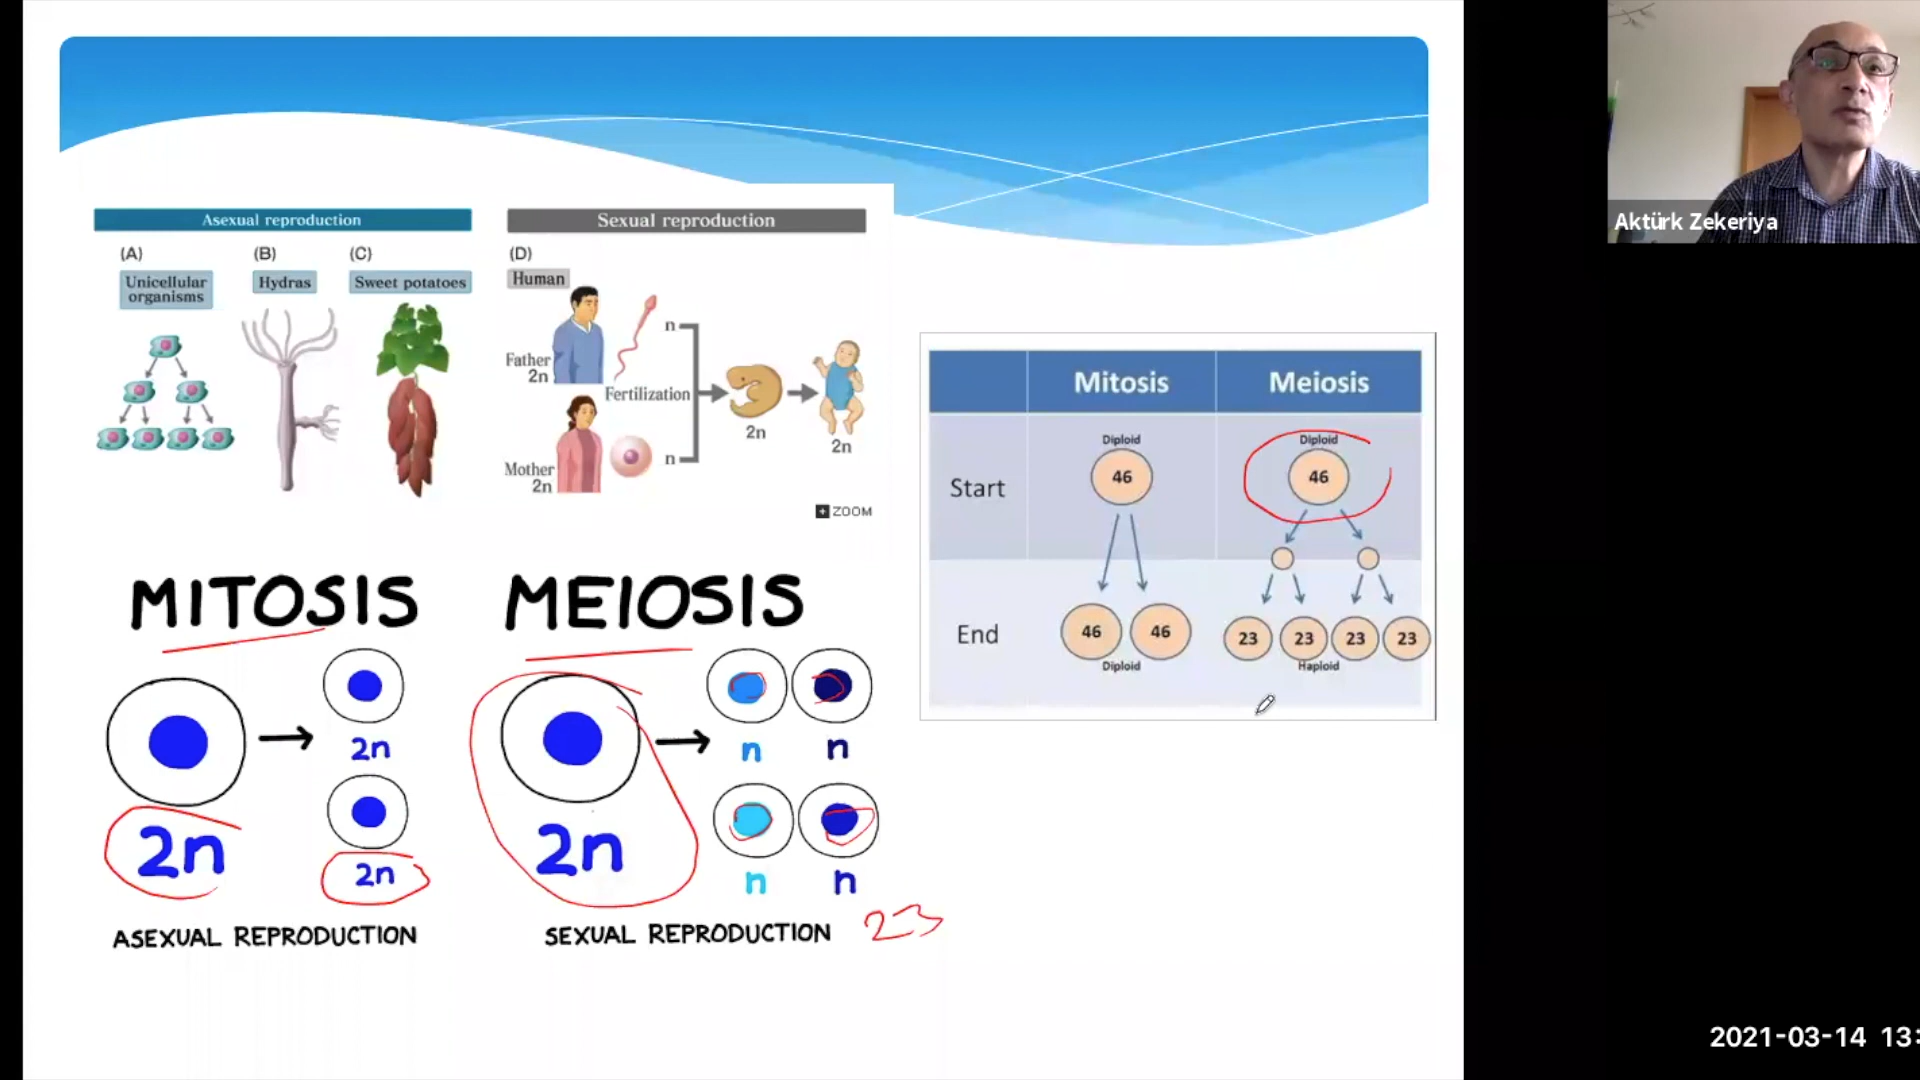 Asexual reproduction
(A)
Unicellular
organisms
(B)
Hydras
(C)
Sweet potatoes
Sexual reproduction
(D)
Human
Father
2n
n
Fertilization
2n
2n
Mother
2n
n
+ ZOOM
MITOSIS
2n
2n
2n
ASEXUAL REPRODUCTION
MEIOSIS
2n
n n
n n
SEXUAL REPRODUCTION 23
Mitosis Meiosis
Start
Diploid Diploid
46 46
End
46 46 23 23 23 23
Diploid Haploid
Aktürk Zekeriya
2021-03-14 13: